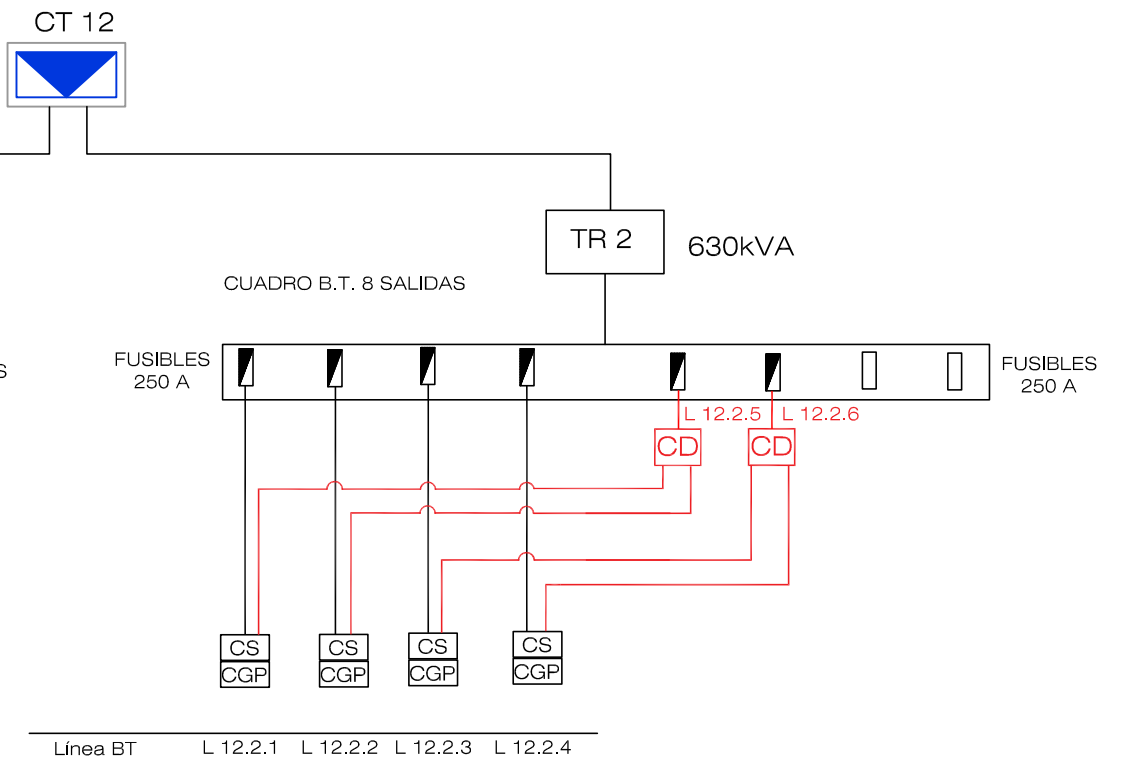 CT 12
TR 2
630kVA
CUADRO B.T. 8 SALIDAS
FUSIBLES
250 A
S
FUSIBLES
250 A
L 12.2.5
L 12.2.6
CD
CD
CS
CS
CS
CS
CGP
CGP
CGP
CGP
Línea BT
L 12.2.1
L 12.2.2
L 12.2.3
L 12.2.4